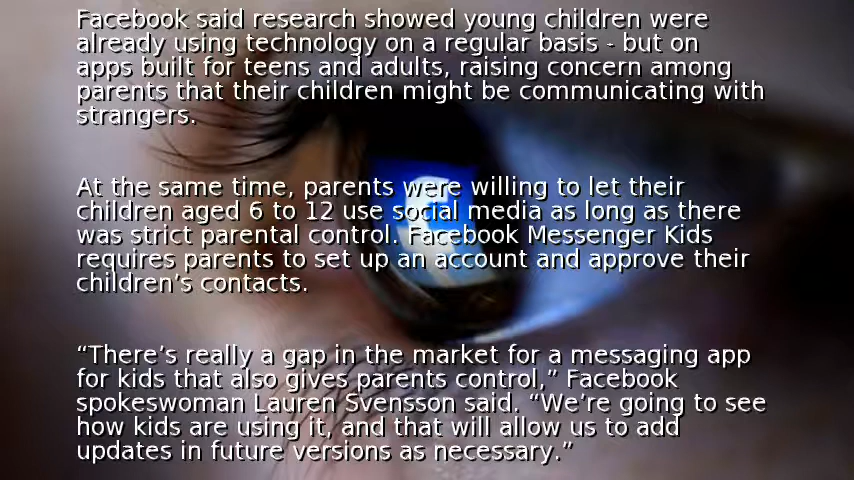 Facebook said research showed young children were
already using technology on a regular basis - but on
apps built for teens and adults, raising concern among
parents that their children might be communicating with
strangers.
At the same time, parents were willing to let their
children aged 6 to 12 use social media as long as there
was strict parental control. Facebook Messenger Kids
requires parents to set up an account and approve their
children’s contacts.
“There’s really a gap in the market for a messaging app
for kids that also gives parents control,” Facebook
spokeswoman Lauren Svensson said. “We’re going to see
how kids are using it, and that will allow us to add
updates in future versions as necessary.”